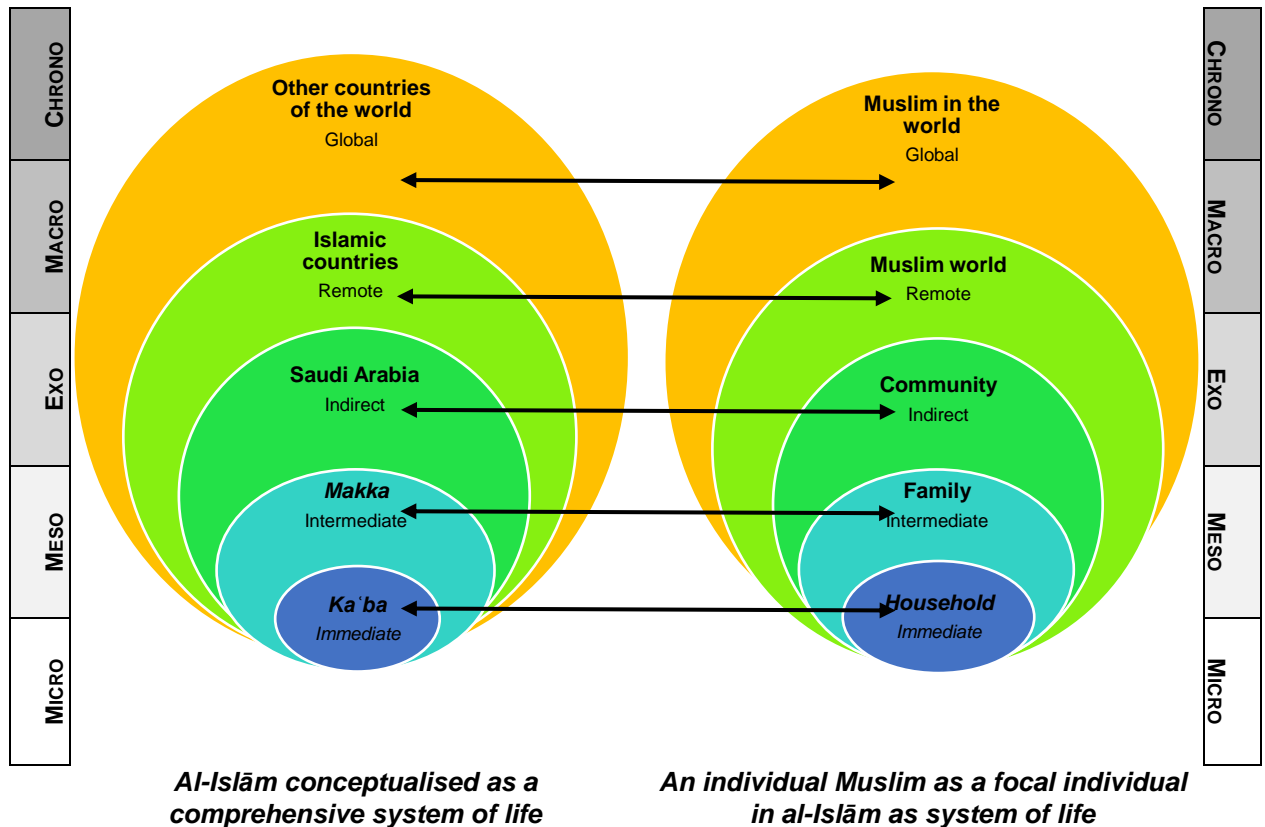 CHRONO
MACRO
EXO
MESO
MICRO
Other countries
of the world
Global
Islamic
countries
Remote
Saudi Arabia
Indirect
Makka
Intermediate
Kaʿba
Immediate
Al-Islām conceptualised as a
comprehensive system of life
Muslim in the
world
Global
Muslim world
Remote
Community
Indirect
Family
Intermediate
Household
Immediate
An individual Muslim as a focal individual
in al-Islām as system of life
CHRONO
MACRO
EXO
MESO
MICRO